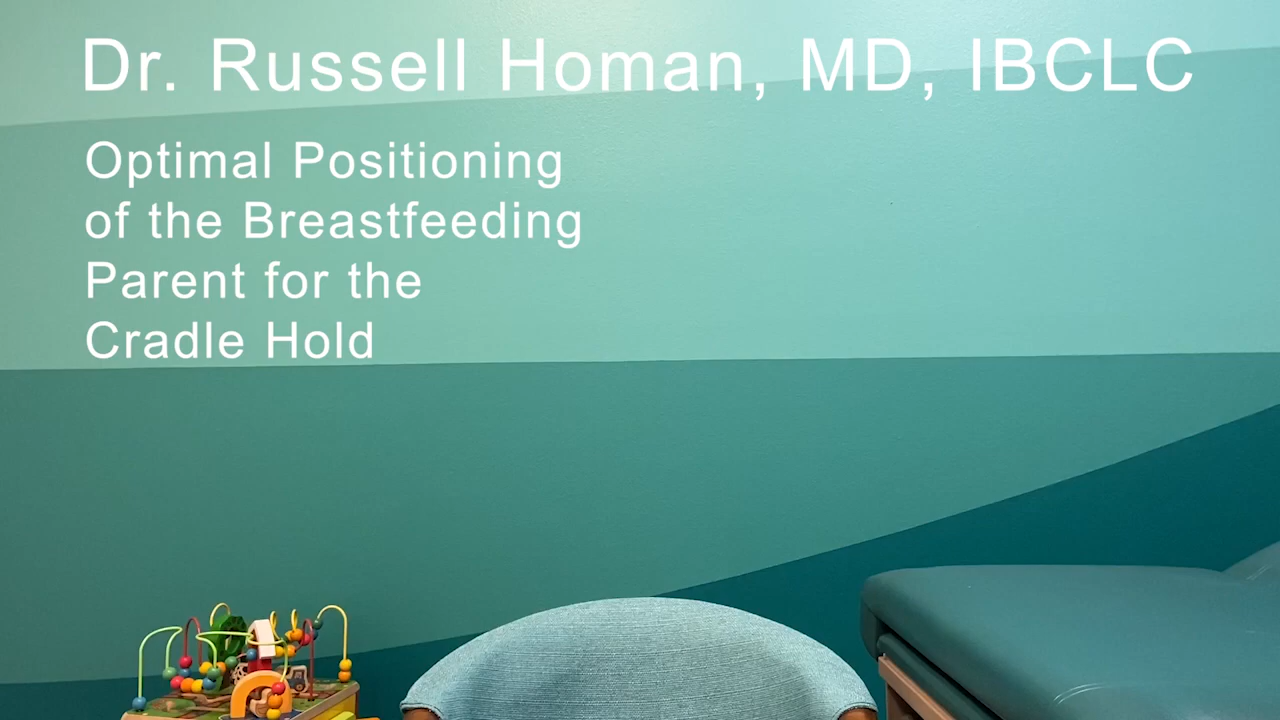 Dr. Russell Homan, MD, IBCLC
Optimal Positioning
of the Breastfeeding
Parent for the
Cradle Hold